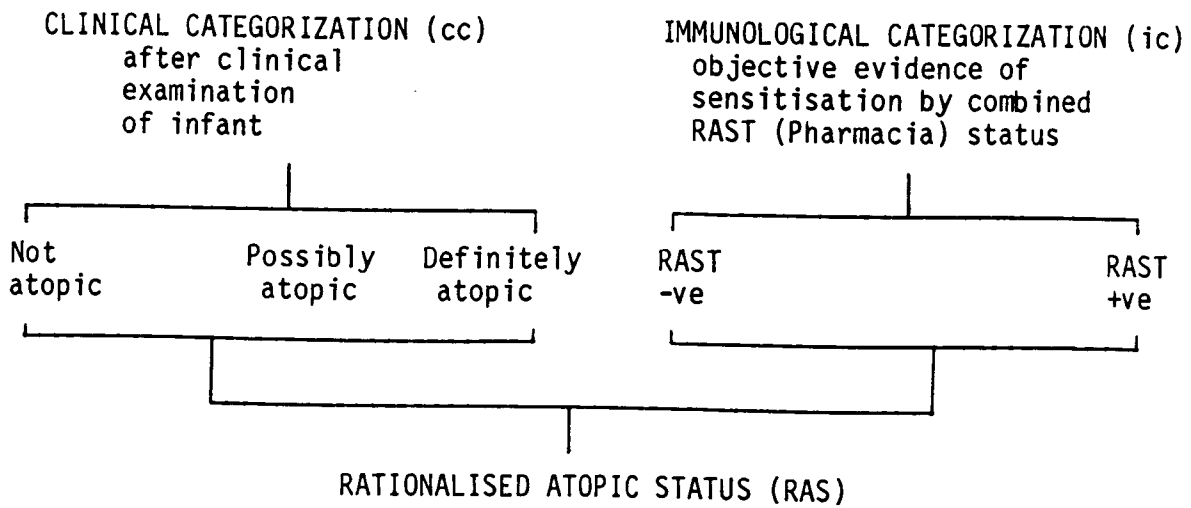 CLINICAL CATEGORIZATION (cc)
after clinical
examination
of infant
IMMUNOLOGICAL CATEGORIZATION (ic)
objective evidence of
sensitisation by combined
RAST (Pharmacia) status
Not
atopic
Possibly
atopic
Definitely
atopic
RAST
-ve
RAST
+ve
RATIONALISED ATOPIC STATUS (RAS)